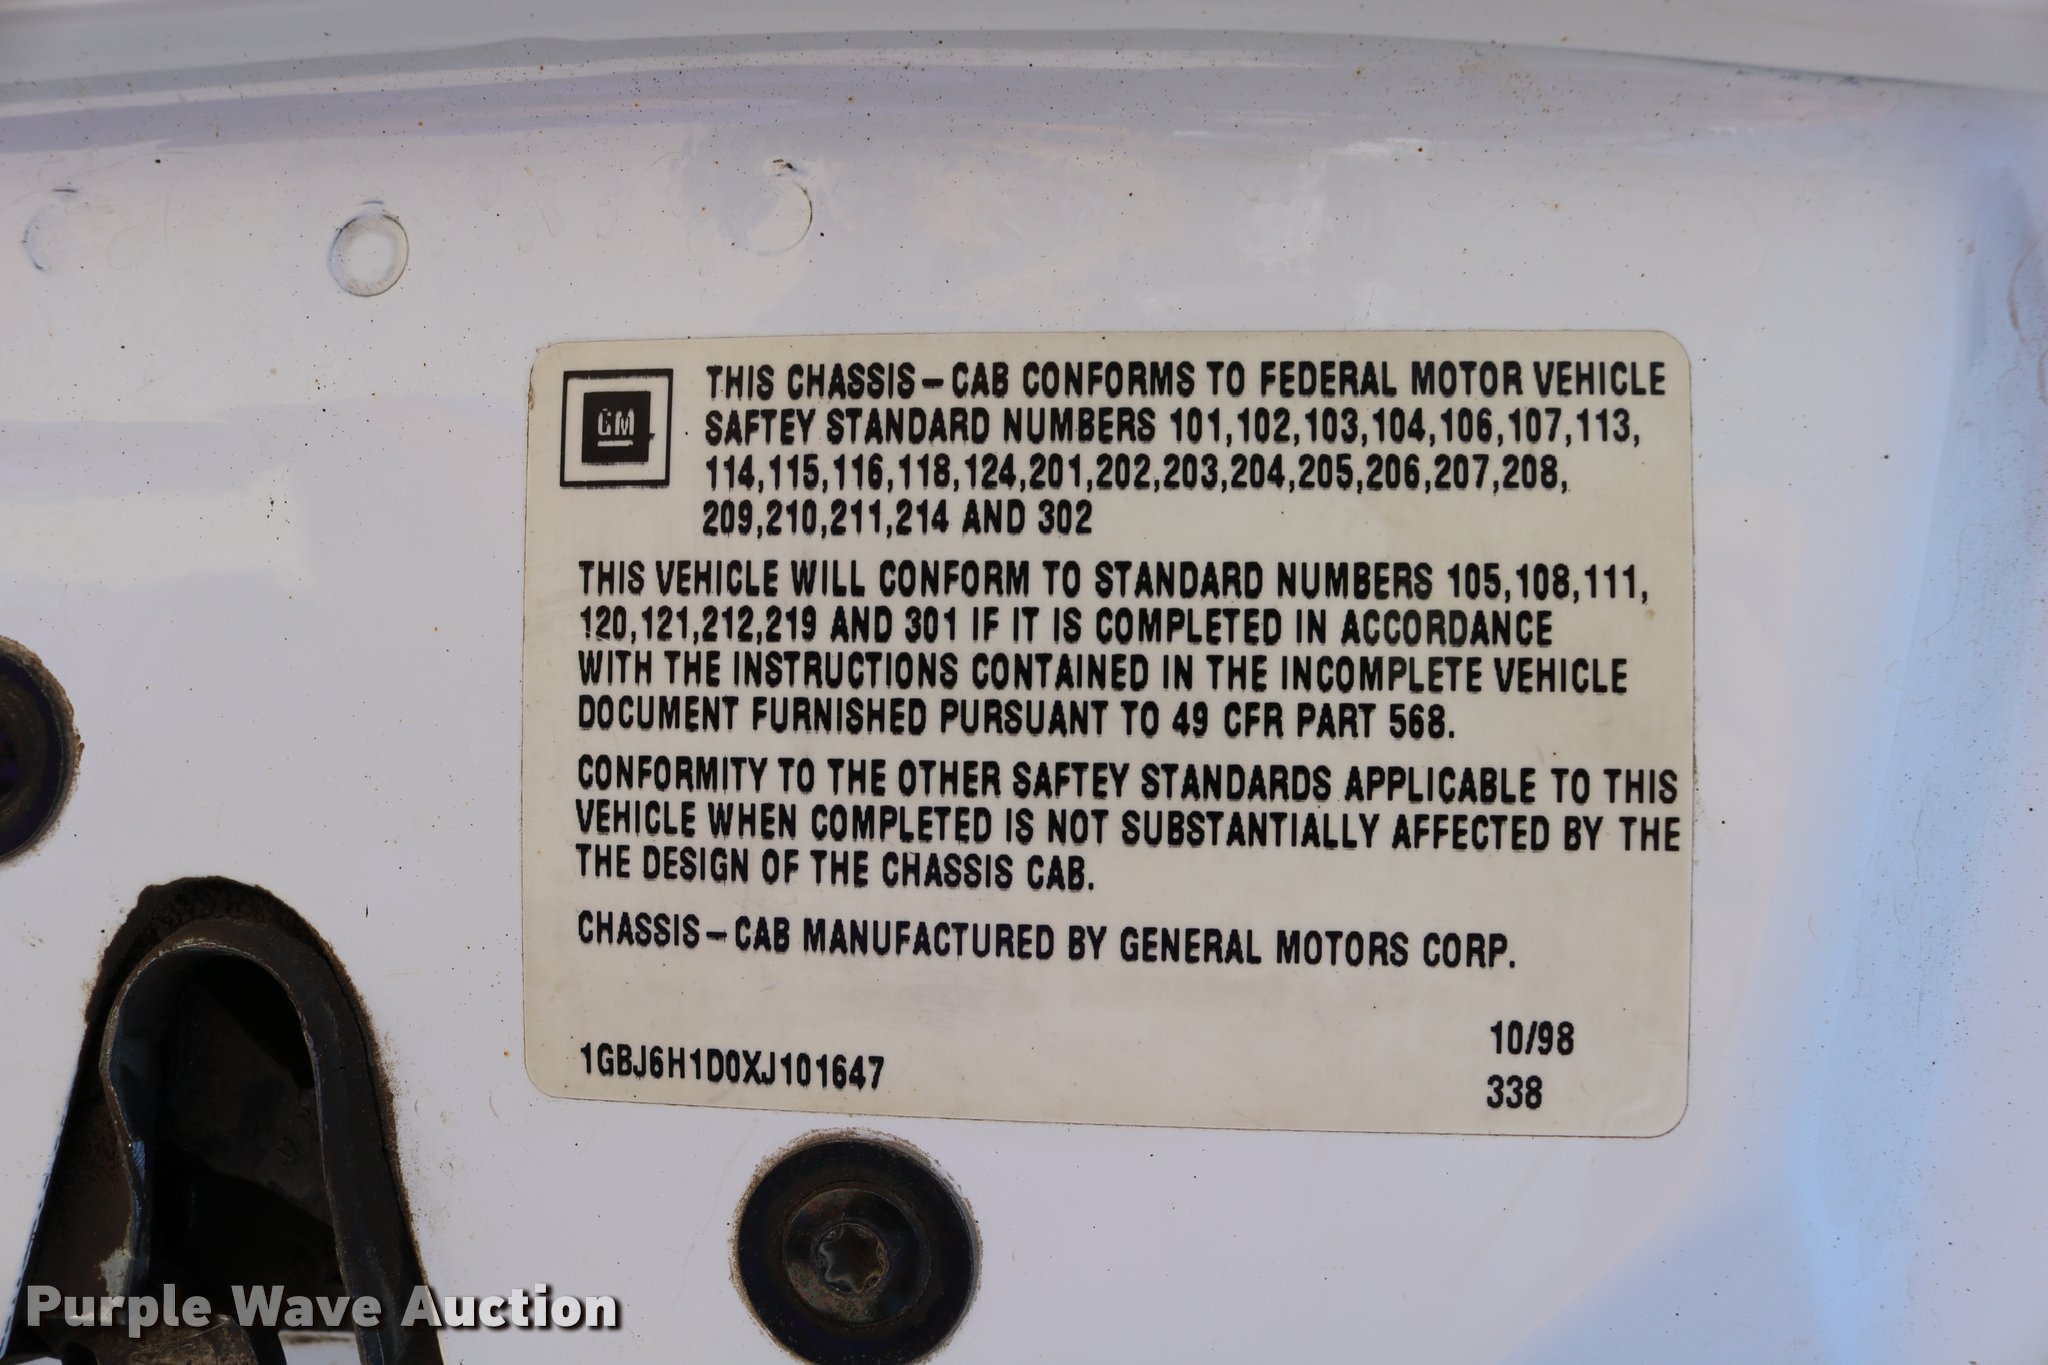 GM
THIS CHASSIS-CAB CONFORMS TO FEDERAL MOTOR VEHICLE
SAFTEY STANDARD NUMBERS 101,102,103,104,106,107,113,
114,115,116,118,124,201,202,203,204,205,206,207,208,
209,210,211,214 AND 302
THIS VEHICLE WILL CONFORM TO STANDARD NUMBERS 105,108,111,
120,121,212,219 AND 301 IF IT IS COMPLETED IN ACCORDANCE
WITH THE INSTRUCTIONS CONTAINED IN THE INCOMPLETE VEHICLE
DOCUMENT FURNISHED PURSUANT TO 49 CFR PART 568.
CONFORMITY TO THE OTHER SAFTEY STANDARDS APPLICABLE TO THIS
VEHICLE WHEN COMPLETED IS NOT SUBSTANTIALLY AFFECTED BY THE
THE DESIGN OF THE CHASSIS CAB.
CHASSIS-CAB MANUFACTURED BY GENERAL MOTORS CORP.
10/98
1GBJ6H1D0XJ101647
338
Purple Wave Auction